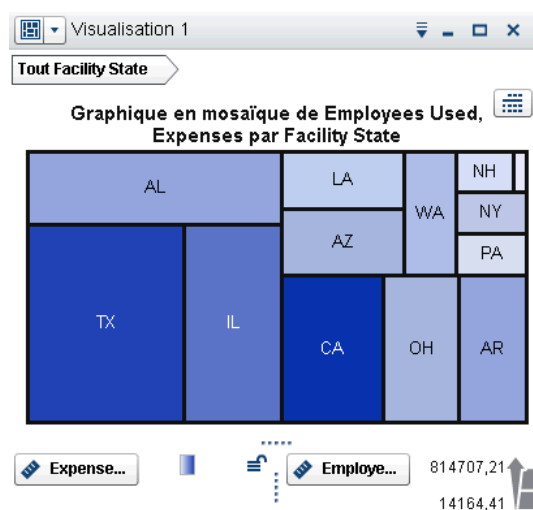 Visualisation 1
Tout Facility State
Graphique en mosaïque de Employees Used,
Expenses par Facility State
AL
LA
WA
NH
NY
AZ
PA
TX
IL
CA
OH
AR
Expense...
Employe...
814707,21
14164,41